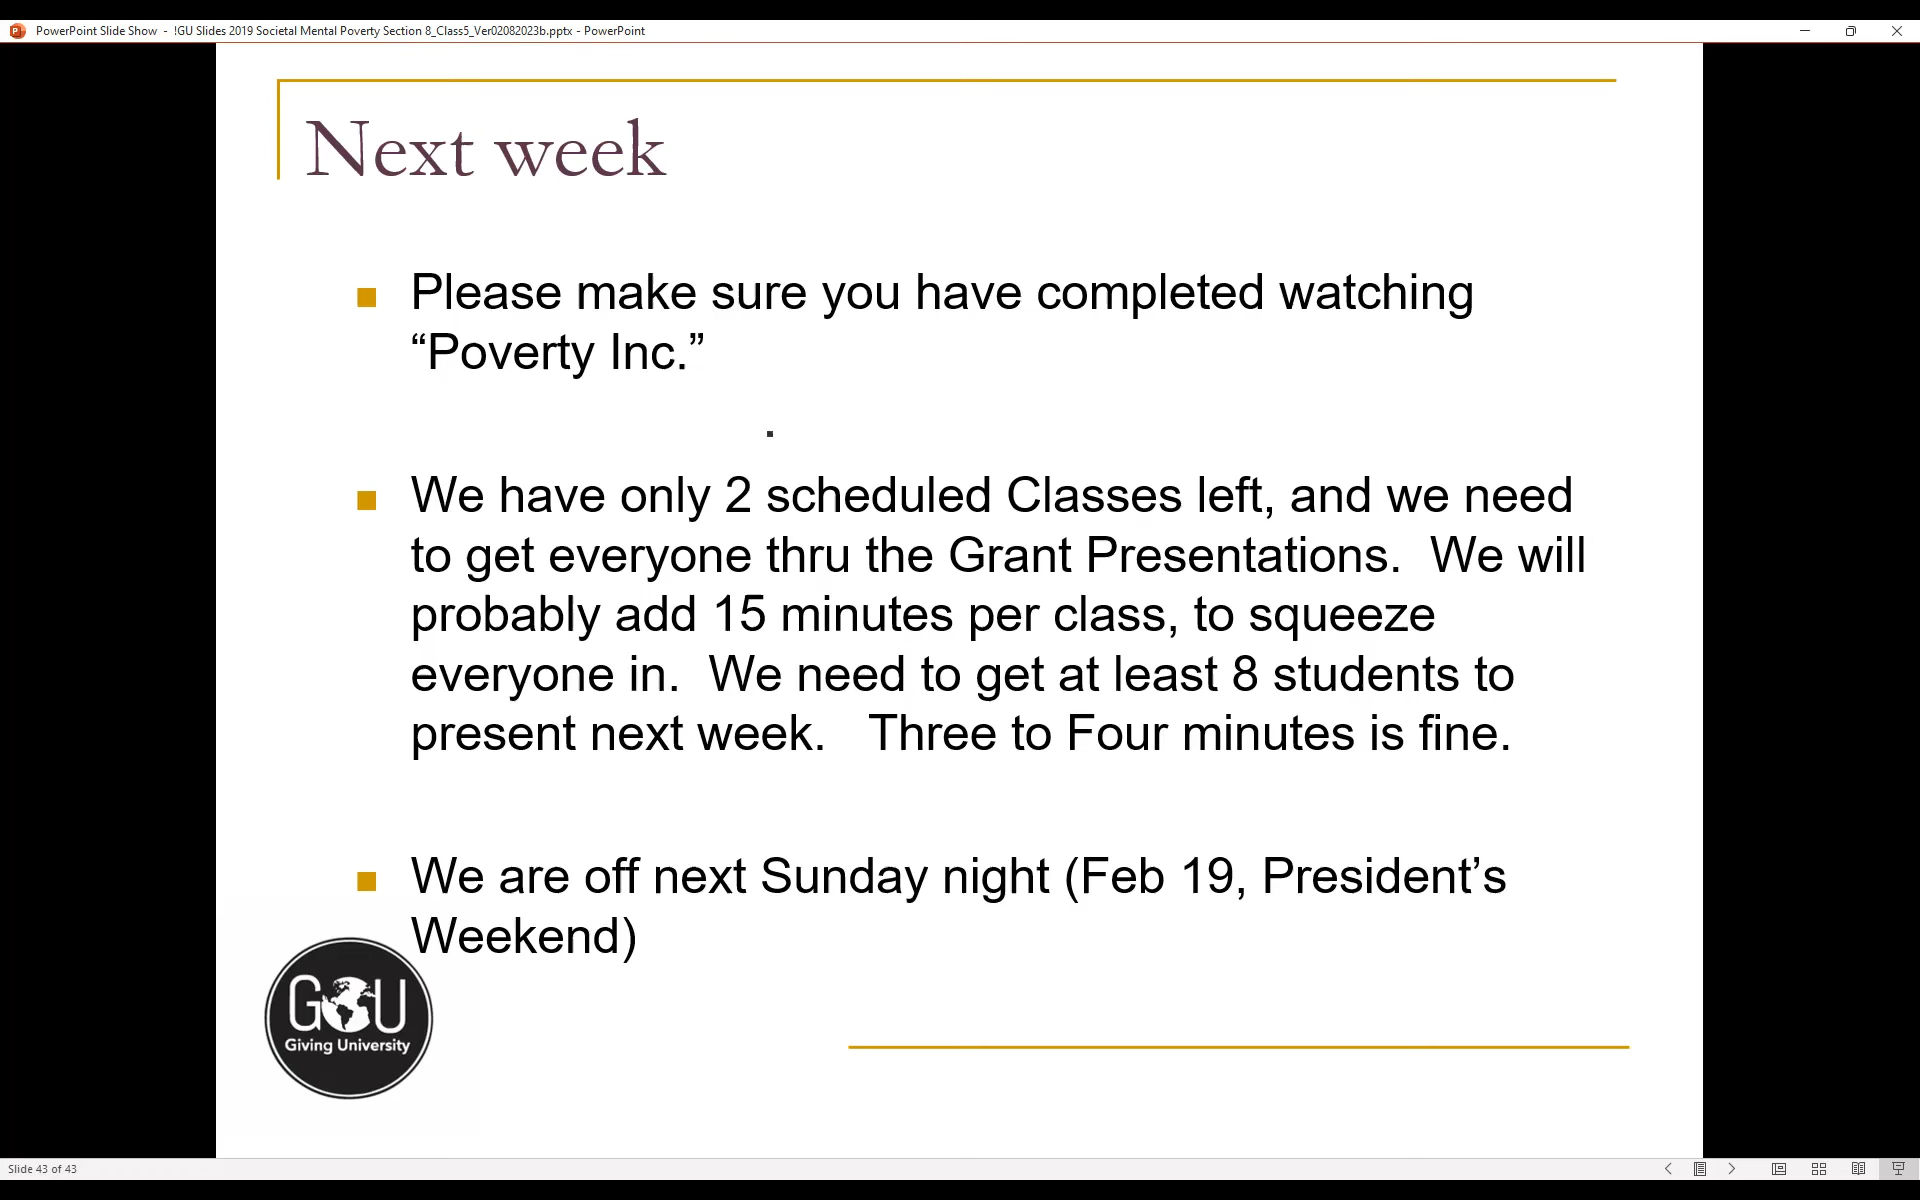 PowerPoint Slide Show - !GU Slides 2019 Societal Mental Poverty Section 8_Class5_Ver02082023b.pptx - PowerPoint
Next week
Please make sure you have completed watching
“Poverty Inc.”
We have only 2 scheduled Classes left, and we need
to get everyone thru the Grant Presentations.  We will
probably add 15 minutes per class, to squeeze
everyone in.  We need to get at least 8 students to
present next week.   Three to Four minutes is fine.
We are off next Sunday night (Feb 19, President’s
Weekend)
GU
Giving University
Slide 43 of 43